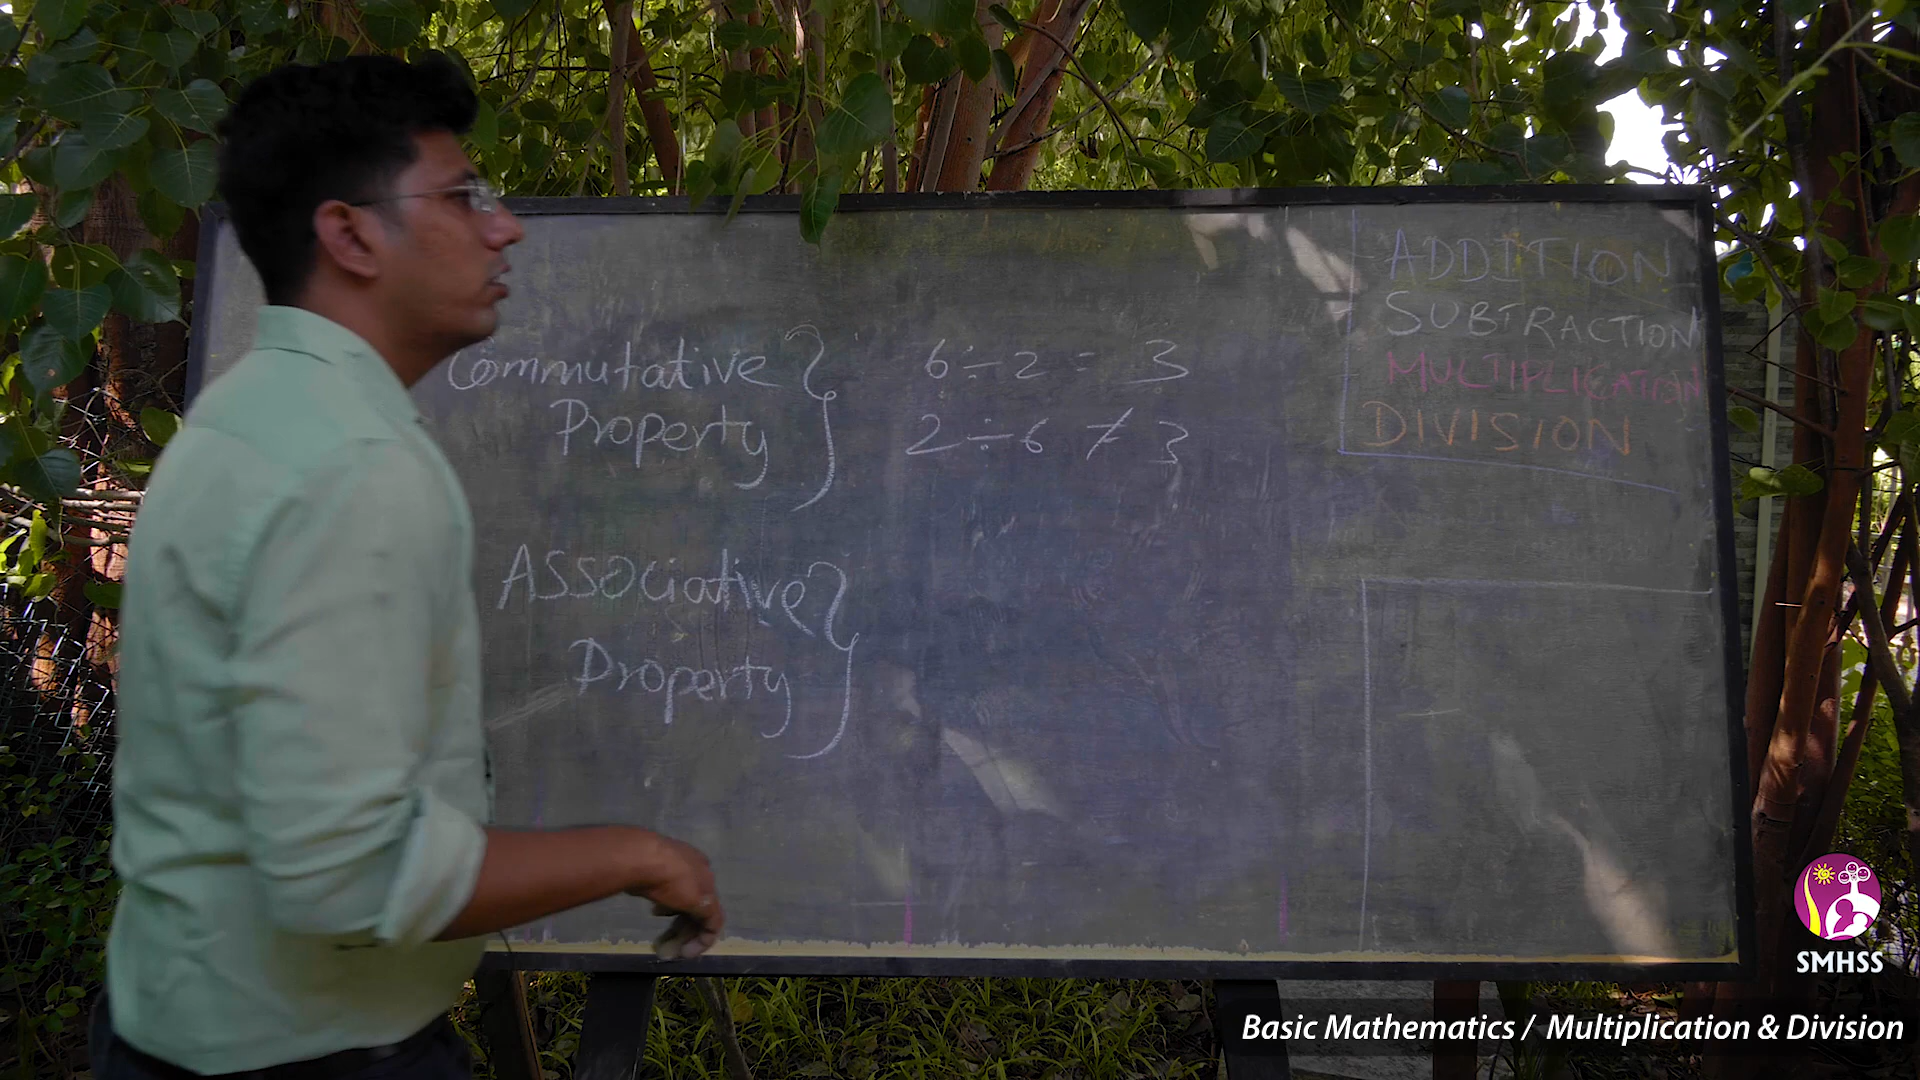 Commutative
Property
6 ÷ 2 = 3
2 ÷ 6 ≠ 3
Associative
Property
ADDITION
SUBTRACTION
MULTIPLICATION
DIVISION
SMHSS
Basic Mathematics / Multiplication & Division